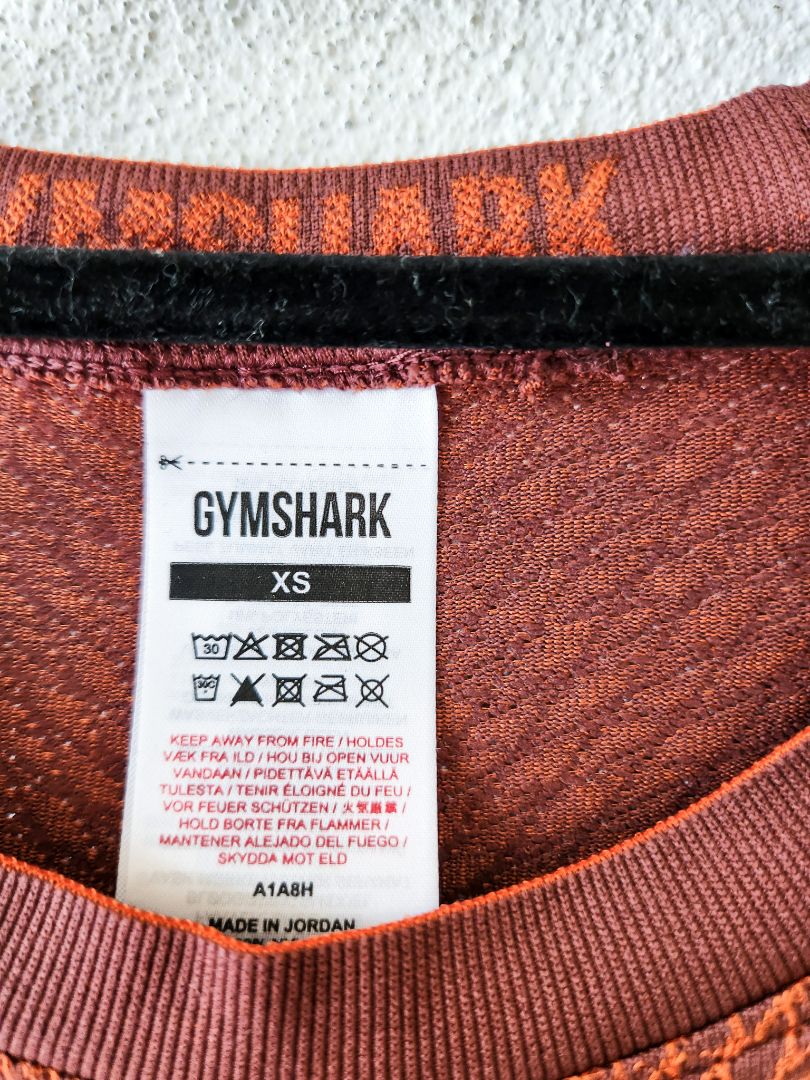 GYMSHARK
XS
30
30C
KEEP AWAY FROM FIRE / HOLDES
VÆK FRA ILD / HOU BIJ OPEN VUUR
VANDAAN / PIDETTÄVÄ ETÄÄLLÄ
TULESTA / TENIR ÉLOIGNÉ DU FEU /
VOR FEUER SCHÜTZEN / 火気厳禁 /
HOLD BORTE FRA FLAMMER /
MANTENER ALEJADO DEL FUEGO /
SKYDDA MOT ELD
A1A8H
MADE IN JORDAN